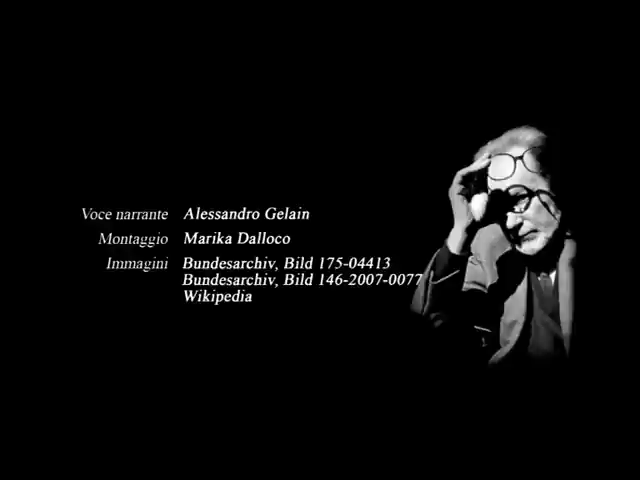 Voce narrante Alessandro Gelain
Montaggio Marika Dalloco
Immagini Bundesarchiv, Bild 175-04413
Bundesarchiv, Bild 146-2007-0077
Wikipedia